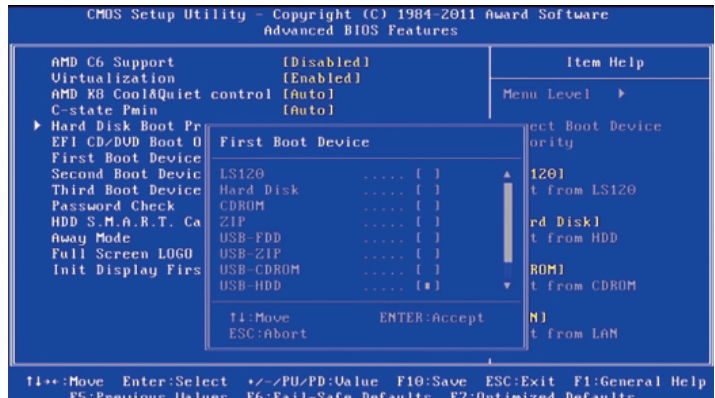 CMOS Setup Utility - Copyright (C) 1984-2011 Award Software
Advanced BIOS Features
AMD C6 Support [Disabled]
Virtualization [Enabled]
AMD K8 Cool&Quiet control [Auto]
C-state Pmin [Auto]
Hard Disk Boot Pr
EFI CD/DVD Boot O
First Boot Device
Second Boot Devic
Third Boot Device
Password Check
HDD S.M.A.R.T. Ca
Away Mode
Full Screen LOGO
Init Display Firs
First Boot Device
LS120 ..... [ ]
Hard Disk ..... [ ]
CDROM ..... [ ]
ZIP ..... [ ]
USB-FDD ..... [ ]
USB-ZIP ..... [ ]
USB-CDROM ..... [ ]
USB-HDD ..... [■]
↑↓:Move ENTER:Accept
ESC:Abort
Item Help
Menu Level ▶
ect Boot Device
ority
120]
t from LS120
rd Disk]
t from HDD
ROM]
t from CDROM
N]
t from LAN
↑↓→←:Move Enter:Select +/-/PU/PD:Value F10:Save ESC:Exit F1:General Help
F5:Previous Values F6:Fail-Safe Defaults F7:Optimized Defaults